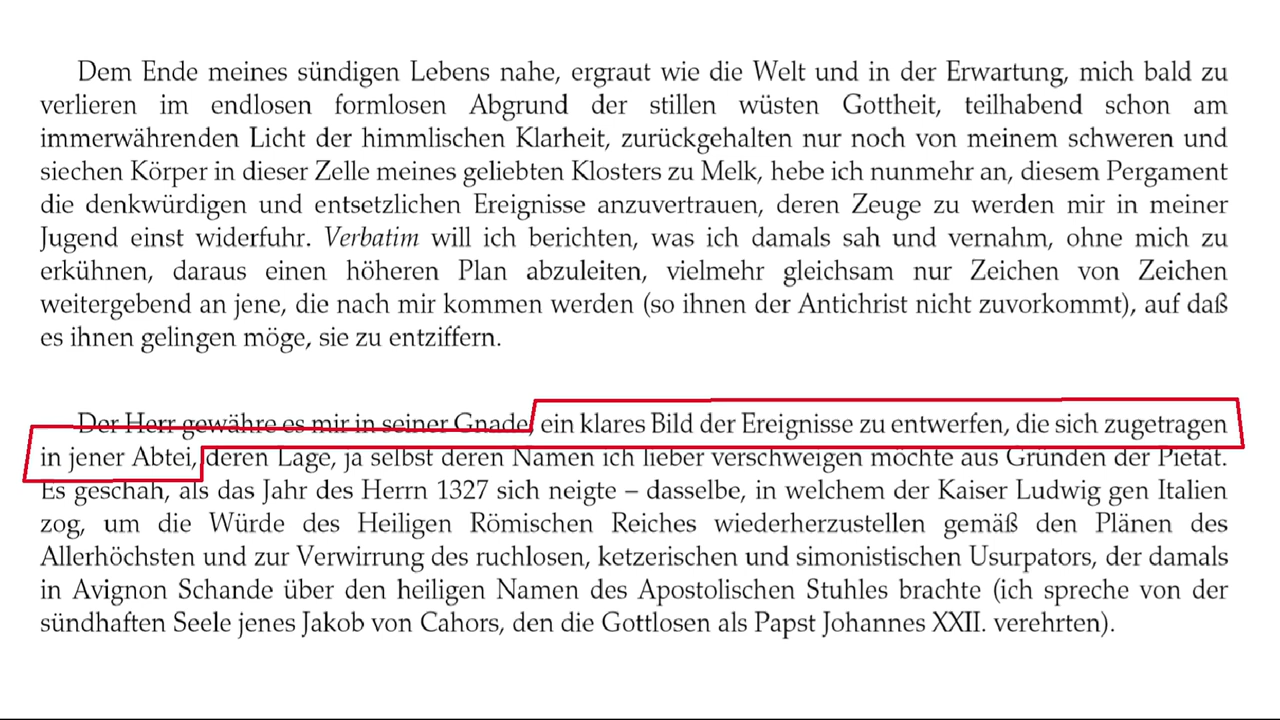 Dem Ende meines sündigen Lebens nahe, ergraut wie die Welt und in der Erwartung, mich bald zu
verlieren im endlosen formlosen Abgrund der stillen wüsten Gottheit, teilhabend schon am
immerwährenden Licht der himmlischen Klarheit, zurückgehalten nur noch von meinem schweren und
siechen Körper in dieser Zelle meines geliebten Klosters zu Melk, hebe ich nunmehr an, diesem Pergament
die denkwürdigen und entsetzlichen Ereignisse anzuvertrauen, deren Zeuge zu werden mir in meiner
Jugend einst widerfuhr. Verbatim will ich berichten, was ich damals sah und vernahm, ohne mich zu
erkühnen, daraus einen höheren Plan abzuleiten, vielmehr gleichsam nur Zeichen von Zeichen
weitergebend an jene, die nach mir kommen werden (so ihnen der Antichrist nicht zuvorkommt), auf daß
es ihnen gelingen möge, sie zu entziffern.
Der Herr gewähre es mir in seiner Gnade, ein klares Bild der Ereignisse zu entwerfen, die sich zugetragen
in jener Abtei, deren Lage, ja selbst deren Namen ich lieber verschweigen möchte aus Gründen der Pietät.
Es geschah, als das Jahr des Herrn 1327 sich neigte – dasselbe, in welchem der Kaiser Ludwig gen Italien
zog, um die Würde des Heiligen Römischen Reiches wiederherzustellen gemäß den Plänen des
Allerhöchsten und zur Verwirrung des ruchlosen, ketzerischen und simonistischen Usurpators, der damals
in Avignon Schande über den heiligen Namen des Apostolischen Stuhles brachte (ich spreche von der
sündhaften Seele jenes Jakob von Cahors, den die Gottlosen als Papst Johannes XXII. verehrten).